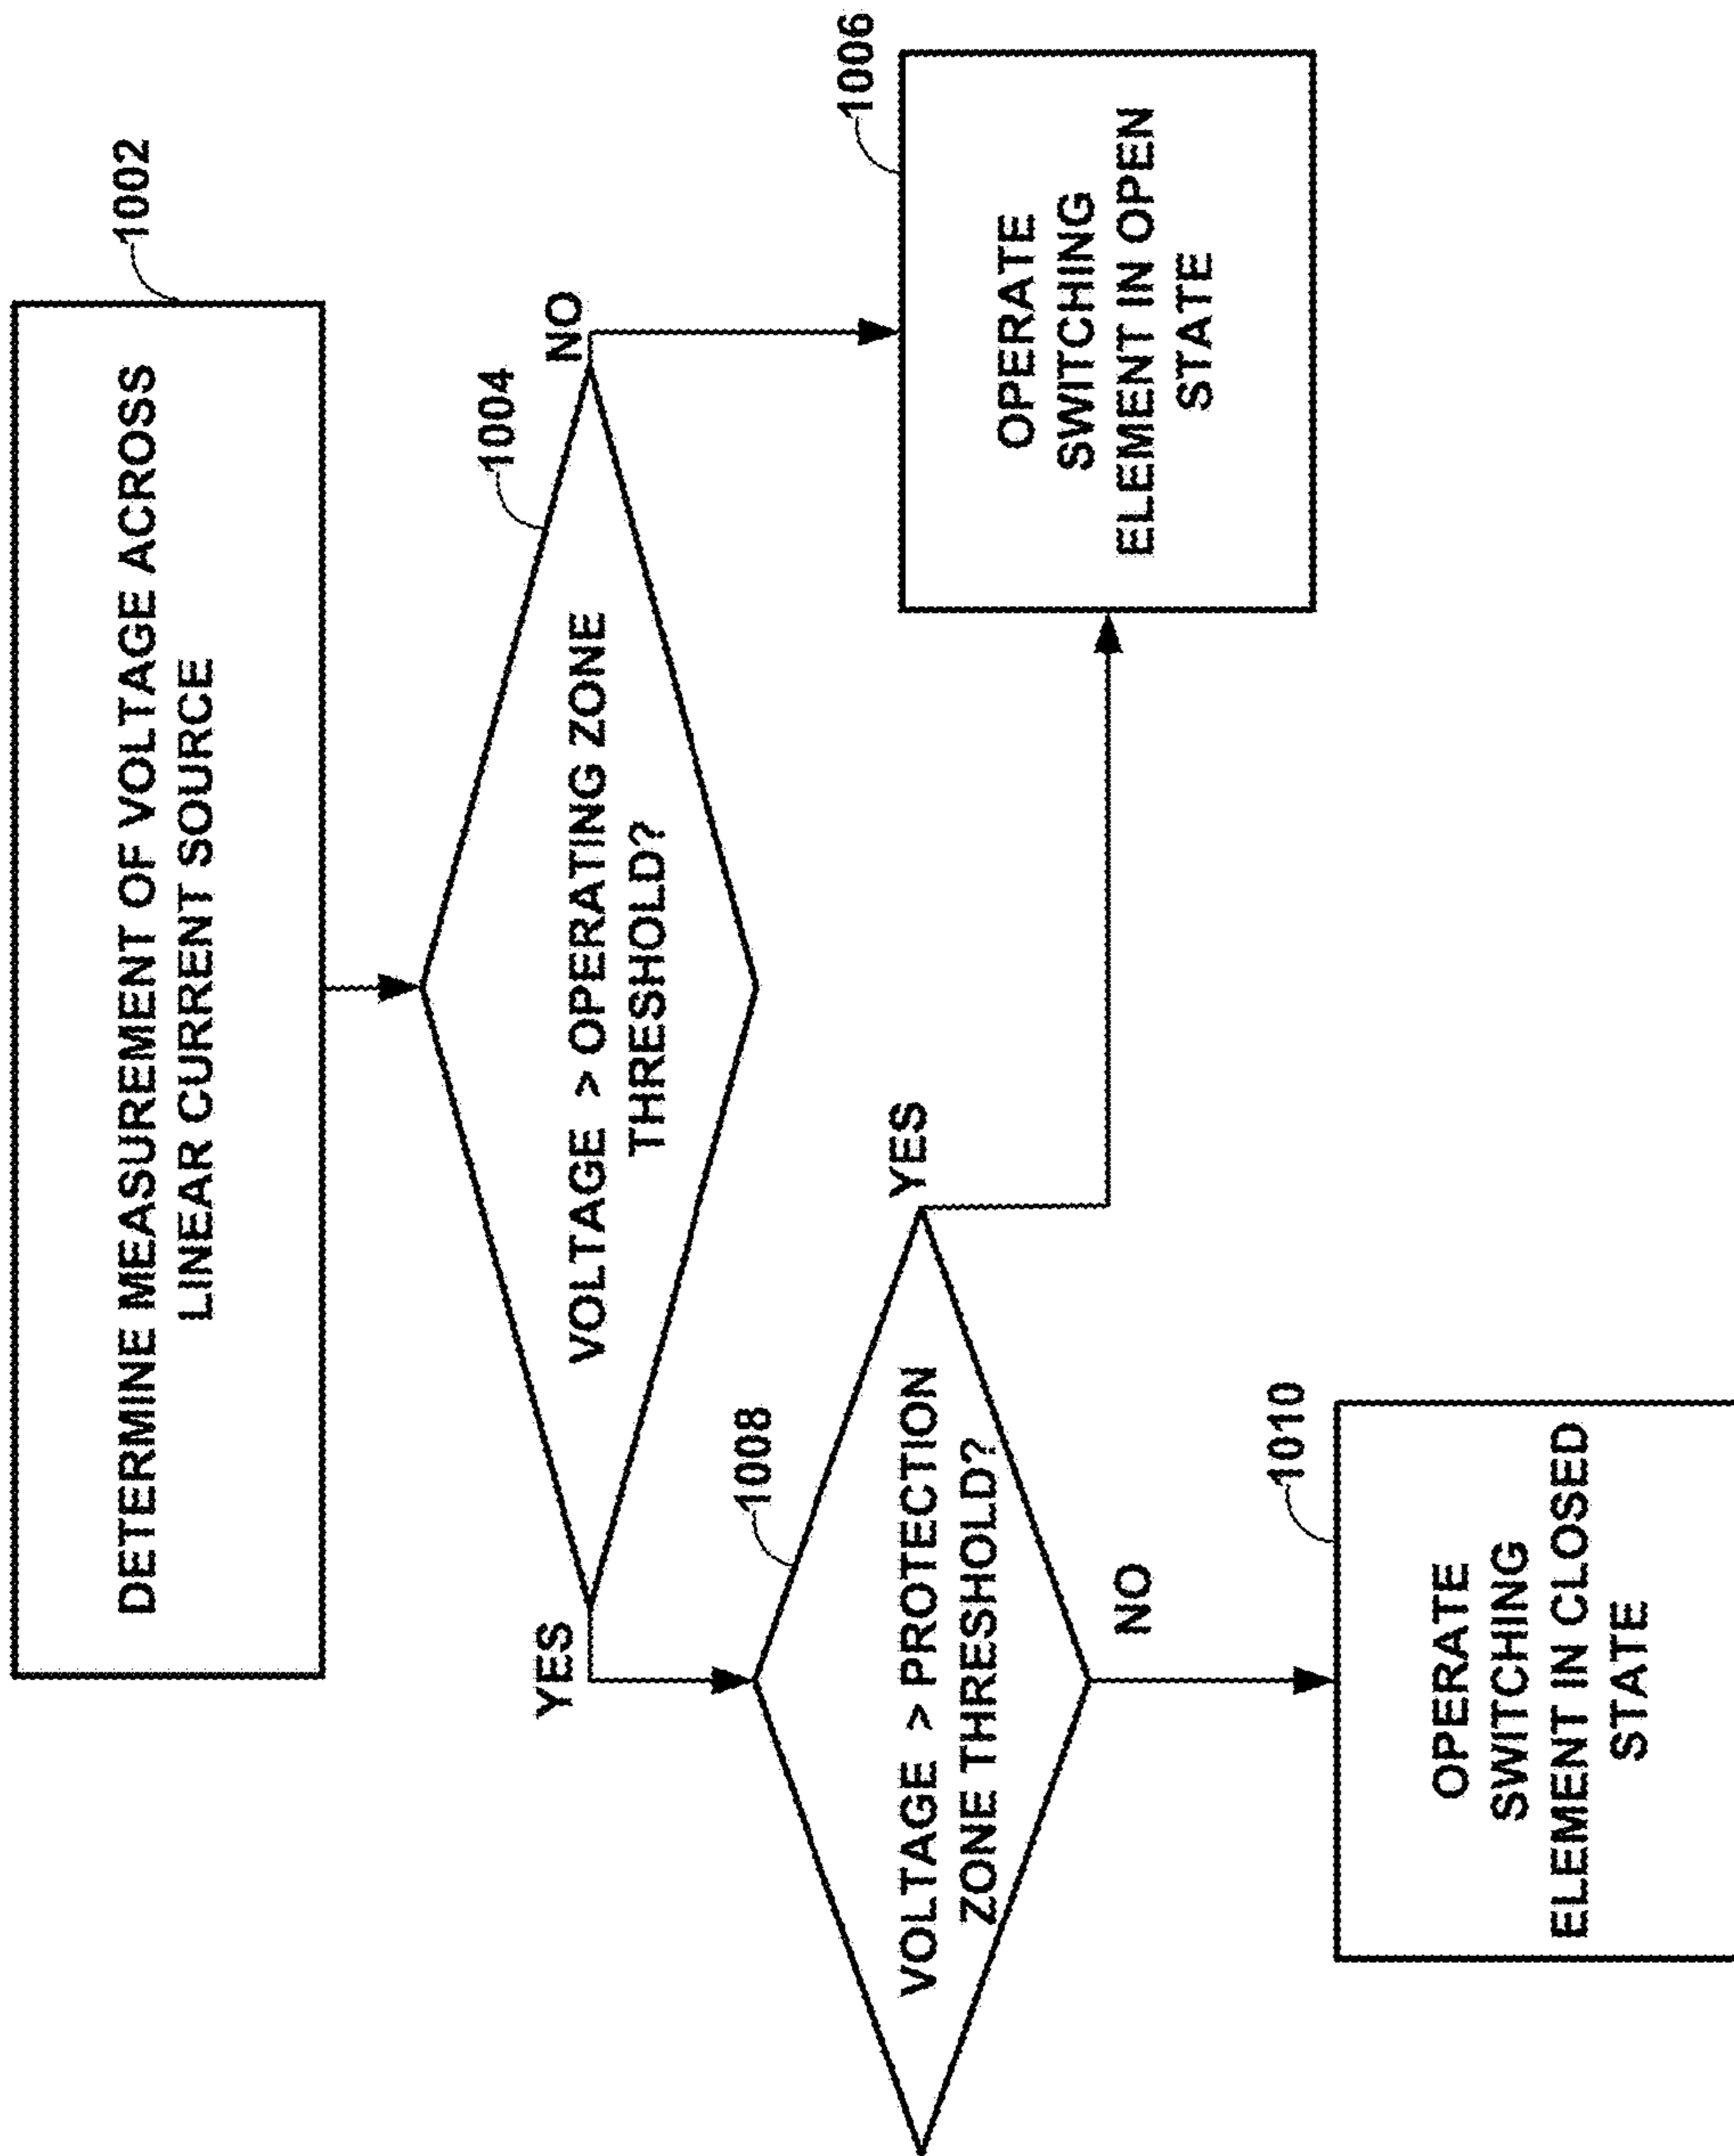 1002
DETERMINE MEASUREMENT OF VOLTAGE ACROSS
LINEAR CURRENT SOURCE
1004
VOLTAGE > OPERATING ZONE
THRESHOLD?
YES
NO
1008
VOLTAGE > PROTECTION
ZONE THRESHOLD?
YES
NO
1006
OPERATE
SWITCHING
ELEMENT IN OPEN
STATE
1010
OPERATE
SWITCHING
ELEMENT IN CLOSED
STATE